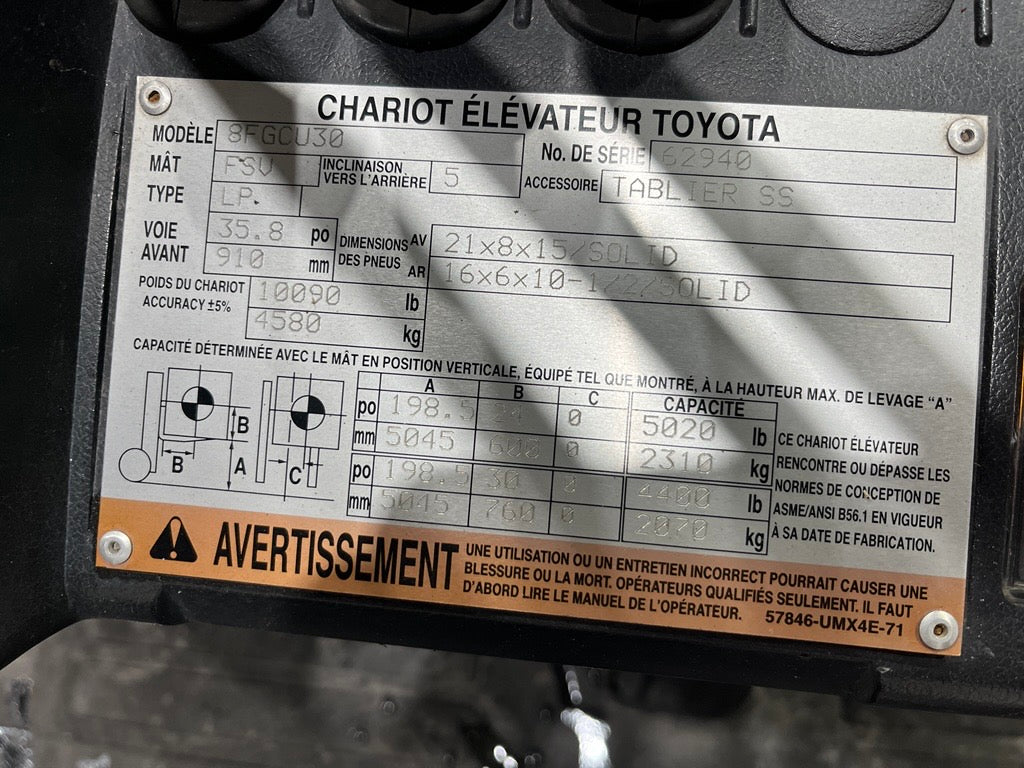 CHARIOT ÉLÉVATEUR TOYOTA
MODÈLE 8FGCU30 No. DE SÉRIE 62940
MÂT FSV INCLINAISON VERS L'ARRIÈRE 5 ACCESSOIRE TABLIER SS
TYPE LP
VOIE AVANT 35.8 po DIMENSIONS DES PNEUS AV 21x8x15/SOLID
910 mm AR 16x6x10-1/2/SOLID
POIDS DU CHARIOT 10090 lb
ACCURACY ±5% 4580 kg
CAPACITÉ DÉTERMINÉE AVEC LE MÂT EN POSITION VERTICALE, ÉQUIPÉ TEL QUE MONTRÉ, À LA HAUTEUR MAX. DE LEVAGE “A”
A B C CAPACITÉ
po 198.5 24 0 5020 lb
mm 5045 600 0 2310 kg
po 198.5 30 0 4400 lb
mm 5045 760 0 2070 kg
B B A C
CE CHARIOT ÉLÉVATEUR
RENCONTRE OU DÉPASSE LES
NORMES DE CONCEPTION DE
ASME/ANSI B56.1 EN VIGUEUR
À SA DATE DE FABRICATION.
AVERTISSEMENT
UNE UTILISATION OU UN ENTRETIEN INCORRECT POURRAIT CAUSER UNE
BLESSURE OU LA MORT. OPÉRATEURS QUALIFIÉS SEULEMENT. IL FAUT
D'ABORD LIRE LE MANUEL DE L'OPÉRATEUR. 57846-UMX4E-71